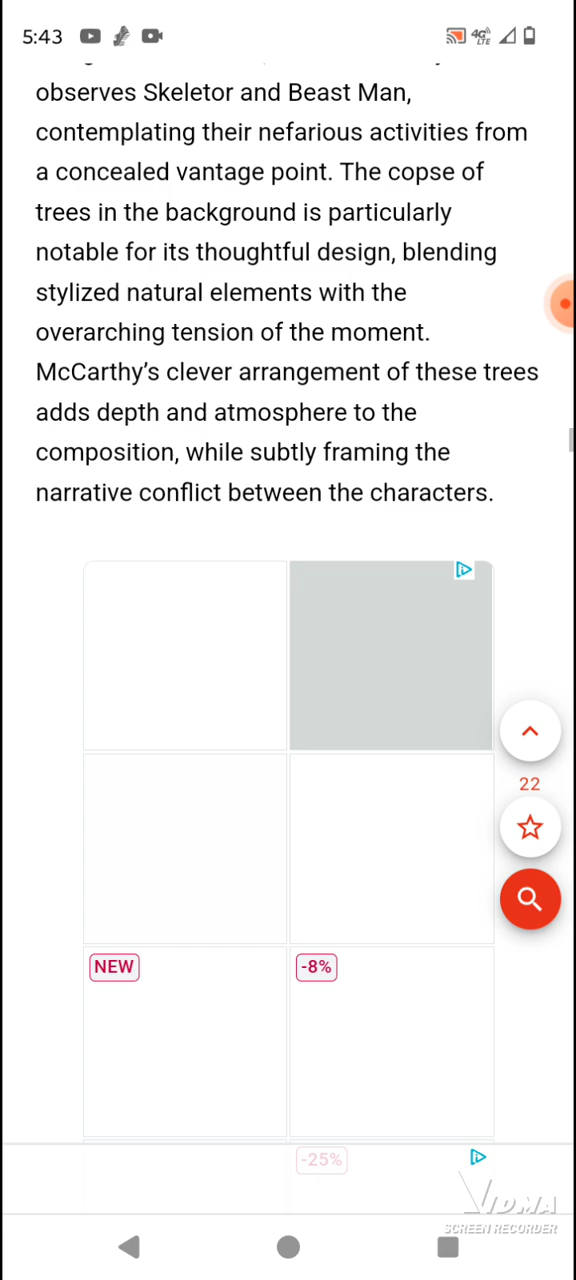 5:43
4G
LTE
observes Skeletor and Beast Man,
contemplating their nefarious activities from
a concealed vantage point. The copse of
trees in the background is particularly
notable for its thoughtful design, blending
stylized natural elements with the
overarching tension of the moment.
McCarthy’s clever arrangement of these trees
adds depth and atmosphere to the
composition, while subtly framing the
narrative conflict between the characters.
22
NEW
-8%
-25%
VIDMA
SCREEN RECORDER